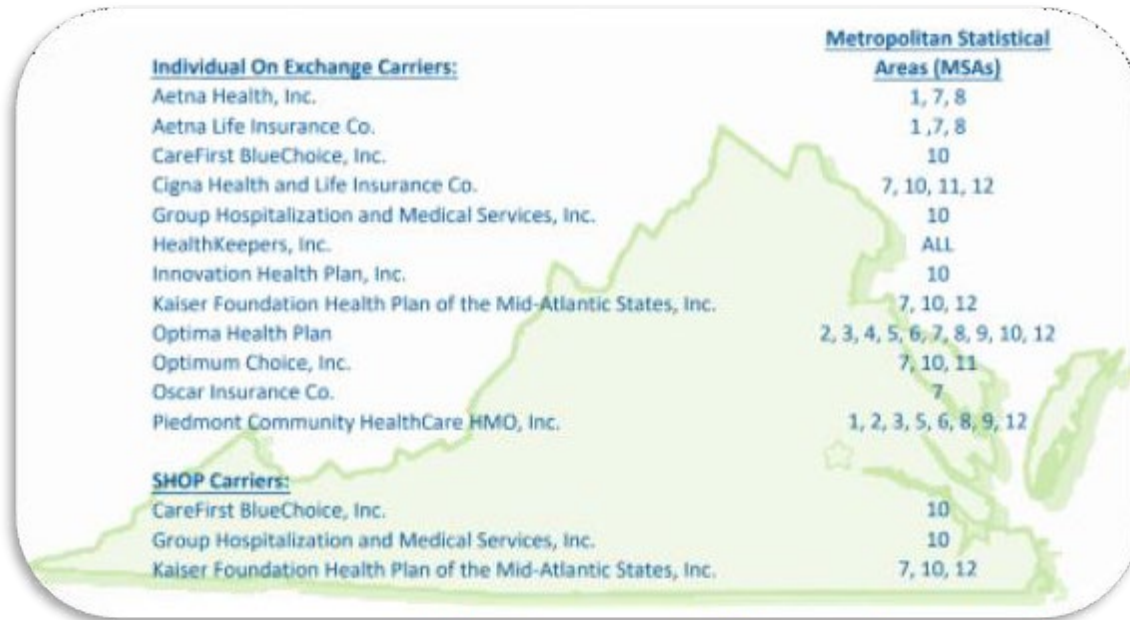 Metropolitan Statistical
Individual On Exchange Carriers: Areas (MSAs)
Aetna Health, Inc. 1, 7, 8
Aetna Life Insurance Co. 1 ,7, 8
CareFirst BlueChoice, Inc. 10
Cigna Health and Life Insurance Co. 7, 10, 11, 12
Group Hospitalization and Medical Services, Inc. 10
HealthKeepers, Inc. ALL
Innovation Health Plan, Inc. 10
Kaiser Foundation Health Plan of the Mid-Atlantic States, Inc. 7, 10, 12
Optima Health Plan 2, 3, 4, 5, 6, 7, 8, 9, 10, 12
Optimum Choice, Inc. 7, 10, 11
Oscar Insurance Co. 7
Piedmont Community HealthCare HMO, Inc. 1, 2, 3, 5, 6, 8, 9, 12
SHOP Carriers:
CareFirst BlueChoice, Inc. 10
Group Hospitalization and Medical Services, Inc. 10
Kaiser Foundation Health Plan of the Mid-Atlantic States, Inc. 7, 10, 12